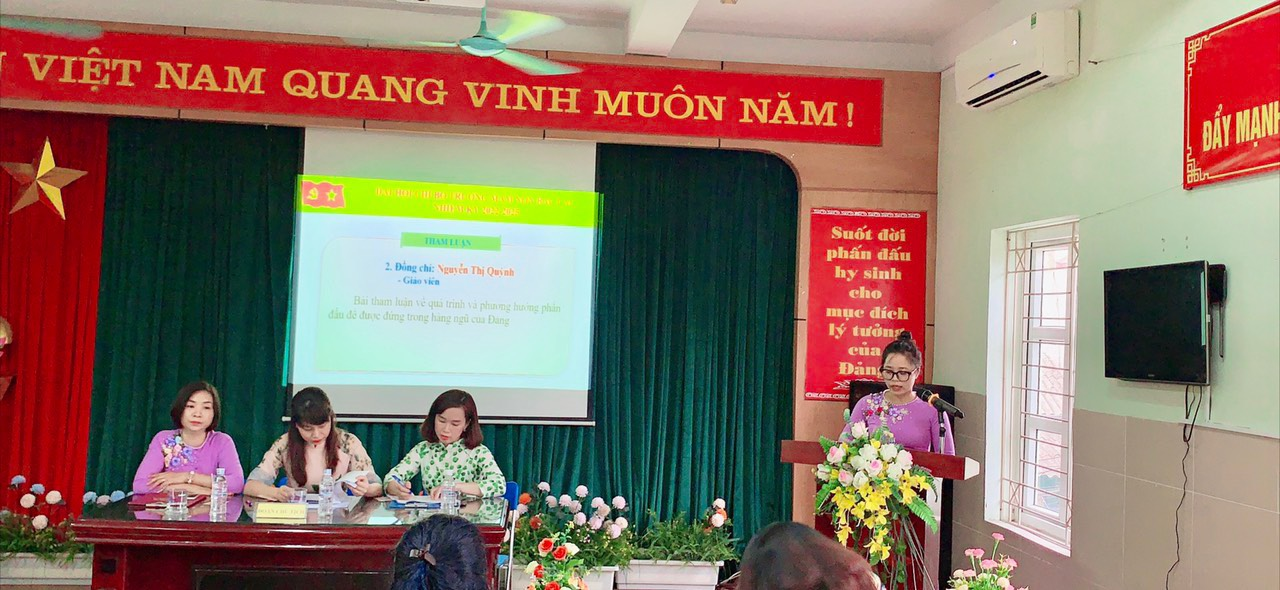 VIỆT NAM QUANG VINH MUÔN NĂM !
ĐẨY MẠNH
THAM LUẬN
2. Đồng chí: Nguyễn Thị Quỳnh
- Giáo viên
Bài tham luận về quá trình và phương hướng phấn
đấu để được đứng trong hàng ngũ của Đảng
Suốt đời
phấn đấu
hy sinh
cho
mục đích
lý tưởng
của
Đảng